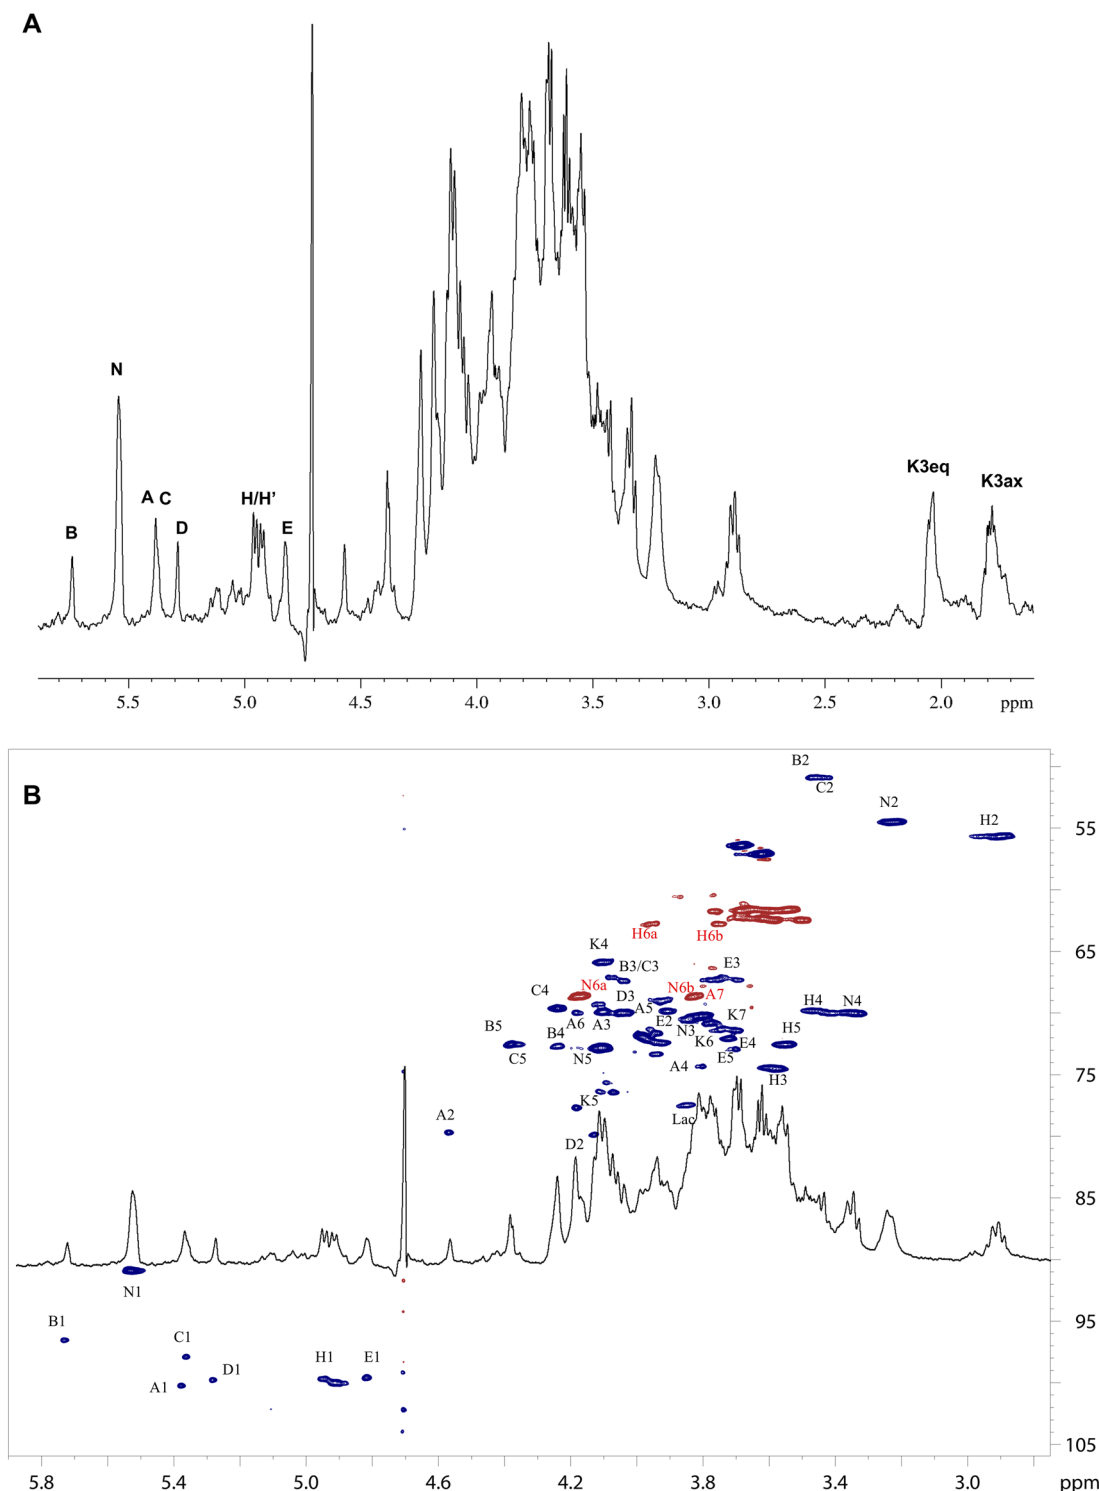 A
N
A C
H/H'
D
B
E
K3eq
K3ax
5.5 5.0 4.5 4.0 3.5 3.0 2.5 2.0 ppm
B
B2
C2
N2
H2
55
H6a H6b
K4
65
B3/C3 E3
C4 N6a D3 N6b A7
A5 H4 N4
A6 A3 E2 N3 K7
B5 B4 K6 E4 H5
C5 N5 E5
A4 H3
75
K5
A2 Lac
D2
85
N1
B1
95
C1
D1 H1 E1
A1
105
5.8 5.4 5.0 4.6 4.2 3.8 3.4 3.0 ppm